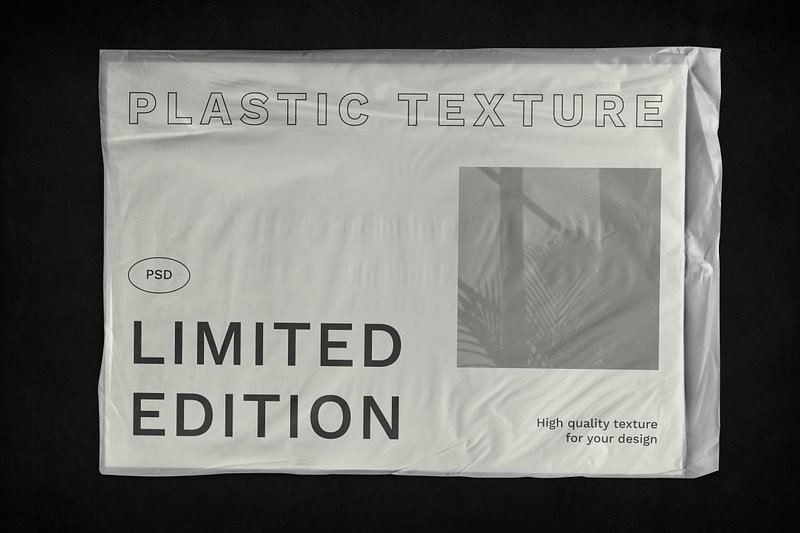 PLASTIC TEXTURE
PSD
LIMITED
EDITION
High quality texture
for your design